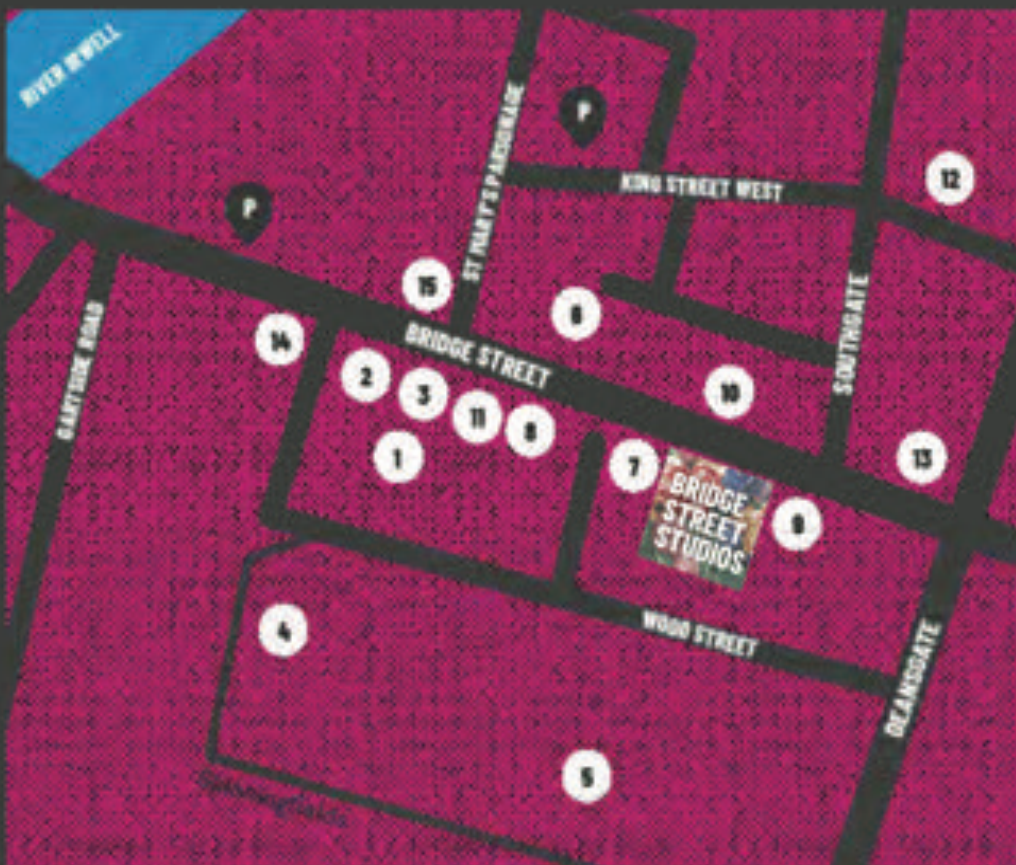 RIVER IRWELL
P
ST MARY'S PARSONAGE
KING STREET WEST
12
P
15
6
14
BRIDGE STREET
SOUTHGATE
GARTSIDE ROAD
2
3
11
8
10
1
7
13
BRIDGE
STREET
STUDIOS
9
4
WOOD STREET
DEANSGATE
5
Spinningfields